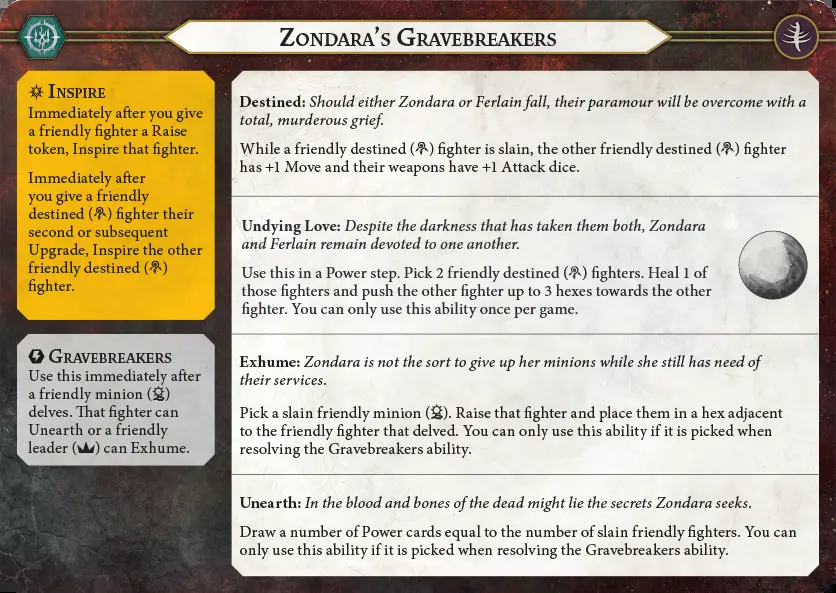 ZONDARA'S GRAVEBREAKERS
INSPIRE
Immediately after you give
a friendly fighter a Raise
token, Inspire that fighter.
Immediately after
you give a friendly
destined () fighter their
second or subsequent
Upgrade, Inspire the other
friendly destined ()
fighter.
GRAVEBREAKERS
Use this immediately after
a friendly minion ()
delves. That fighter can
Unearth or a friendly
leader () can Exhume.
Destined: Should either Zondara or Ferlain fall, their paramour will be overcome with a
total, murderous grief.
While a friendly destined () fighter is slain, the other friendly destined () fighter
has +1 Move and their weapons have +1 Attack dice.
Undying Love: Despite the darkness that has taken them both, Zondara
and Ferlain remain devoted to one another.
Use this in a Power step. Pick 2 friendly destined () fighters. Heal 1 of
those fighters and push the other fighter up to 3 hexes towards the other
fighter. You can only use this ability once per game.
Exhume: Zondara is not the sort to give up her minions while she still has need of
their services.
Pick a slain friendly minion (). Raise that fighter and place them in a hex adjacent
to the friendly fighter that delved. You can only use this ability if it is picked when
resolving the Gravebreakers ability.
Unearth: In the blood and bones of the dead might lie the secrets Zondara seeks.
Draw a number of Power cards equal to the number of slain friendly fighters. You can
only use this ability if it is picked when resolving the Gravebreakers ability.